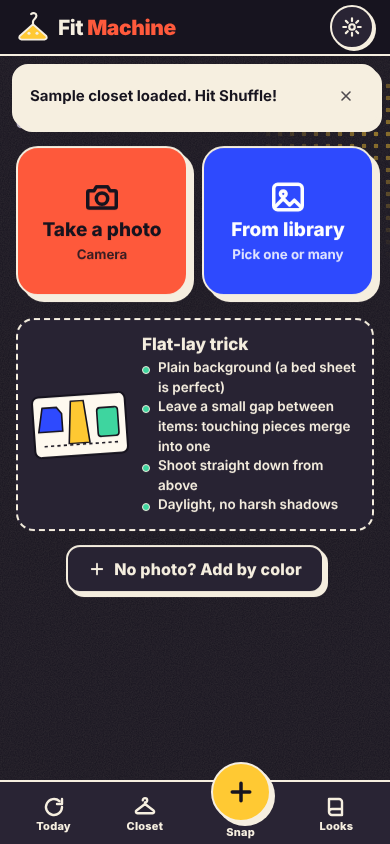 Fit Machine
Sample closet loaded. Hit Shuffle!
Take a photo
Camera
From library
Pick one or many
Flat-lay trick
Plain background (a bed sheet
is perfect)
Leave a small gap between
items: touching pieces merge
into one
Shoot straight down from
above
Daylight, no harsh shadows
No photo? Add by color
Today
Closet
Snap
Looks